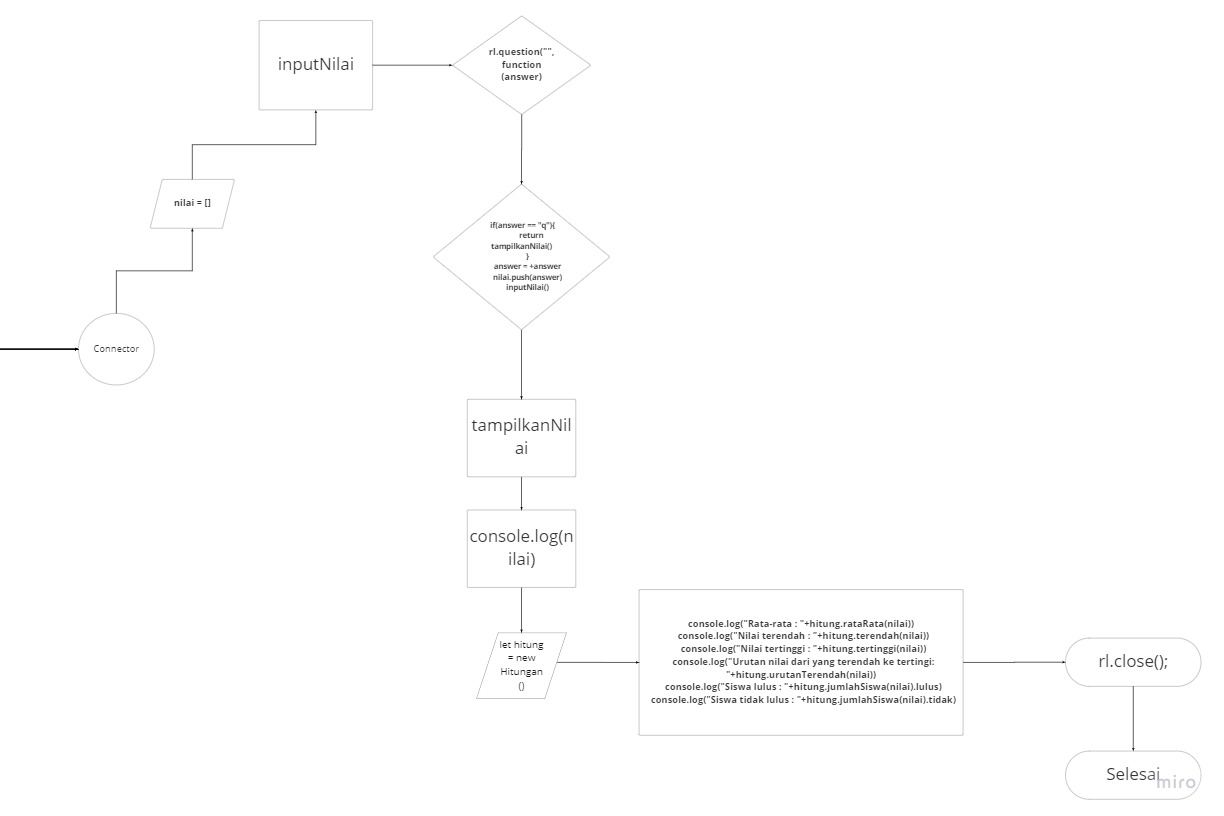 inputNilai
rl.question("",
function
(answer)
nilai = []
if(answer == "q"){
return
tampilkanNilai()
}
answer = +answer
nilai.push(answer)
inputNilai()
Connector
tampilkanNil
ai
console.log(n
ilai)
let hitung
= new
Hitungan
()
console.log("Rata-rata : "+hitung.rataRata(nilai))
console.log("Nilai terendah : "+hitung.terendah(nilai))
console.log("Nilai tertinggi : "+hitung.tertinggi(nilai))
console.log("Urutan nilai dari yang terendah ke tertingi:
"+hitung.urutanTerendah(nilai))
console.log("Siswa lulus : "+hitung.jumlahSiswa(nilai).lulus)
console.log("Siswa tidak lulus : "+hitung.jumlahSiswa(nilai).tidak)
rl.close();
Selesai
miro